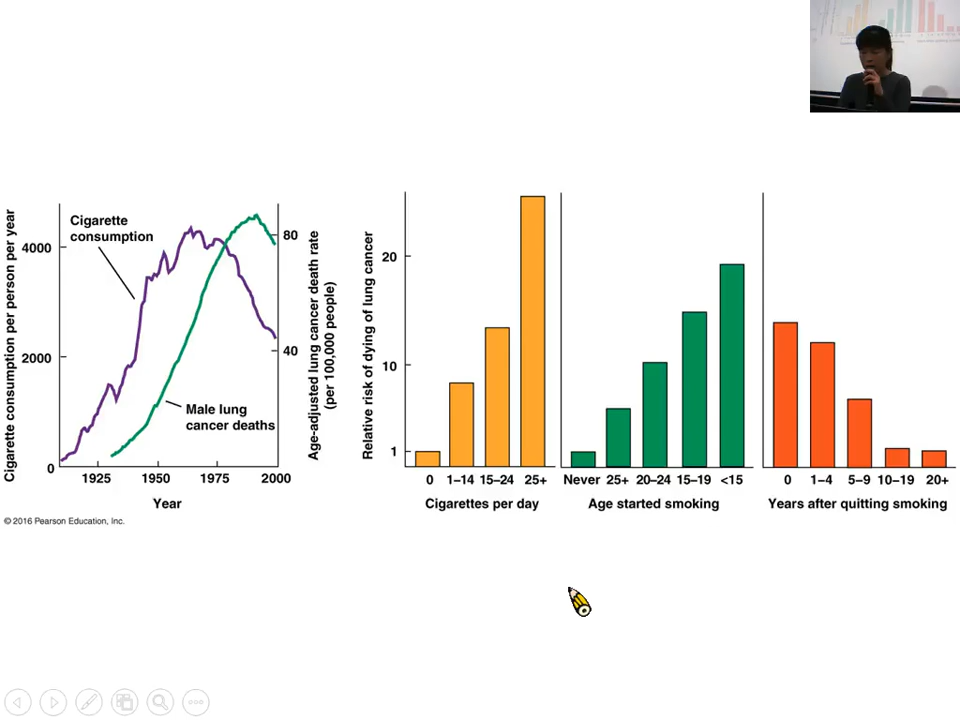 Cigarette consumption per person per year
4000
2000
0
Cigarette
consumption
Male lung
cancer deaths
1925
1950
1975
2000
Year
80
40
Age-adjusted lung cancer death rate
(per 100,000 people)
Relative risk of dying of lung cancer
20
10
1
0
1–14
15–24
25+
Cigarettes per day
Never
25+
20–24
15–19
<15
Age started smoking
0
1–4
5–9
10–19
20+
Years after quitting smoking
© 2016 Pearson Education, Inc.